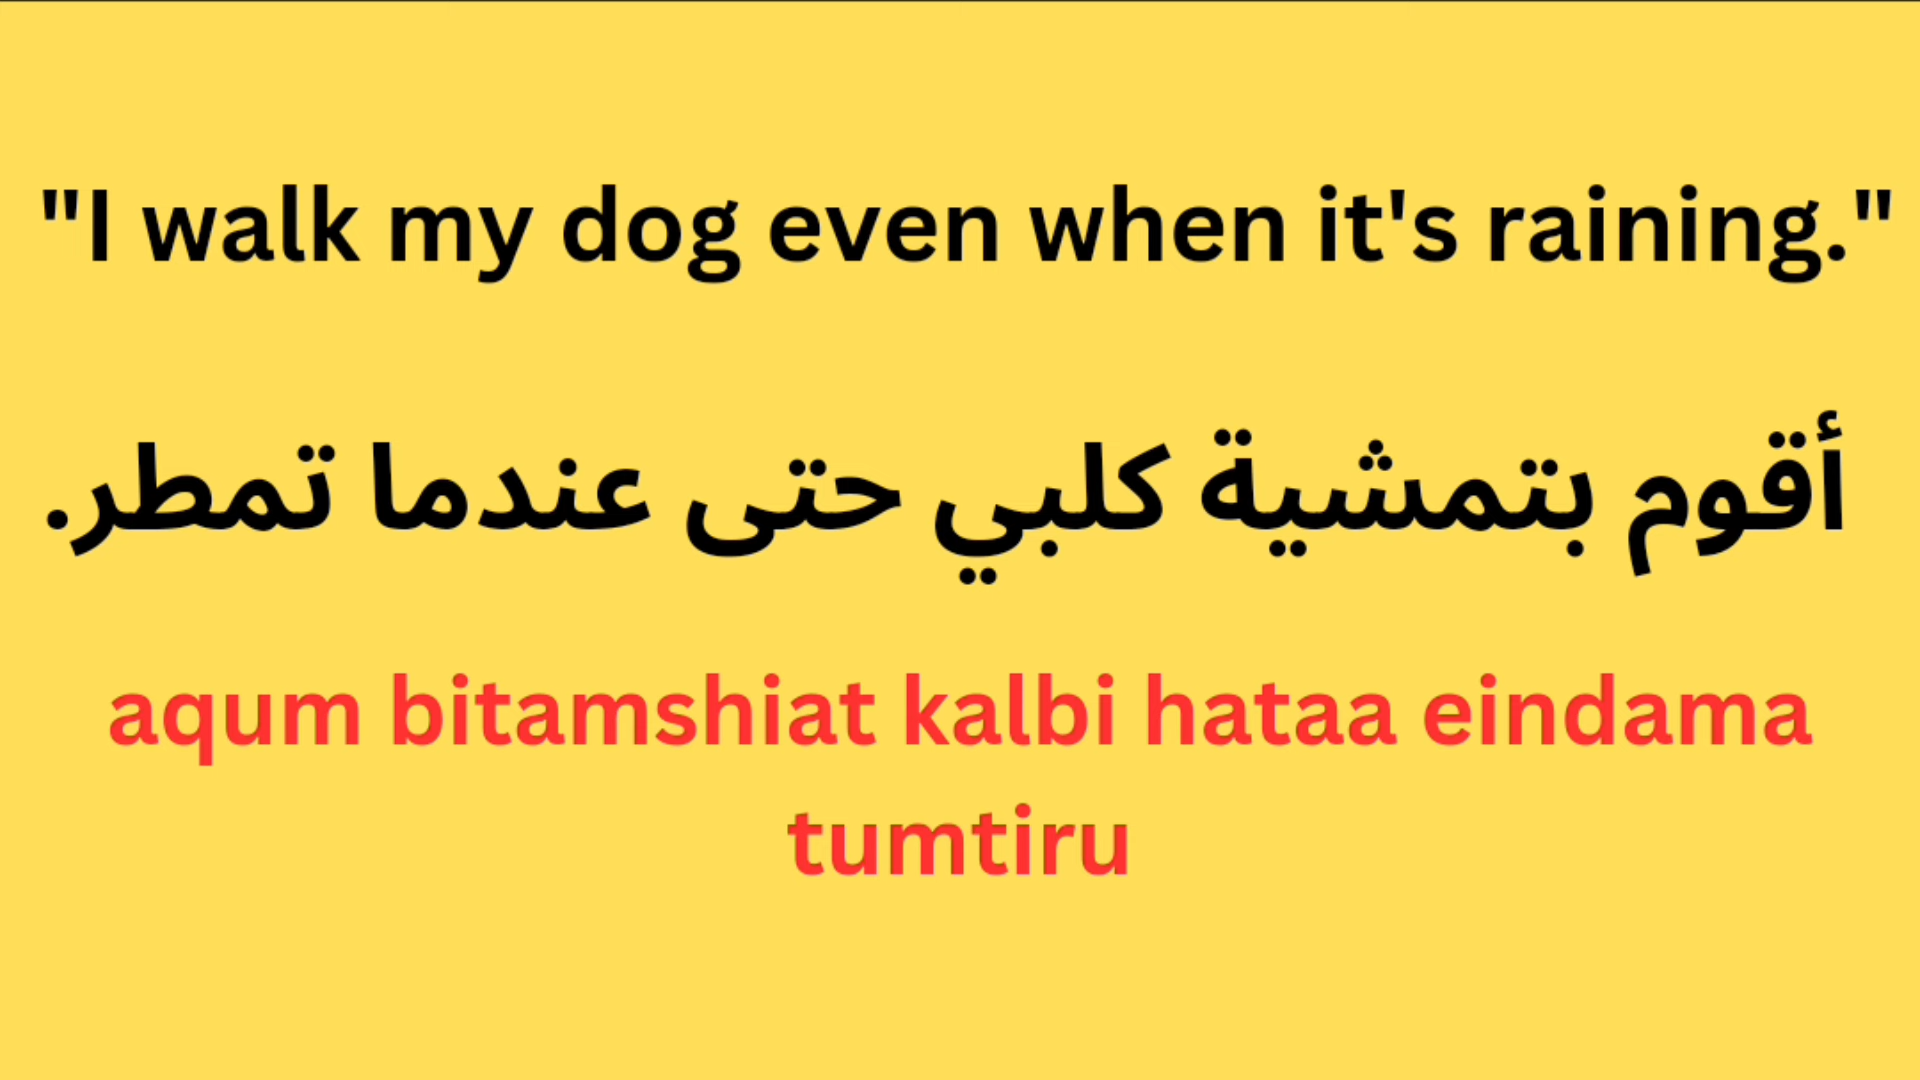 "I walk my dog even when it's raining."
أقوم بتمشية كلبي حتى عندما تمطر.
aqum bitamshiat kalbi hataa eindama
tumtiru